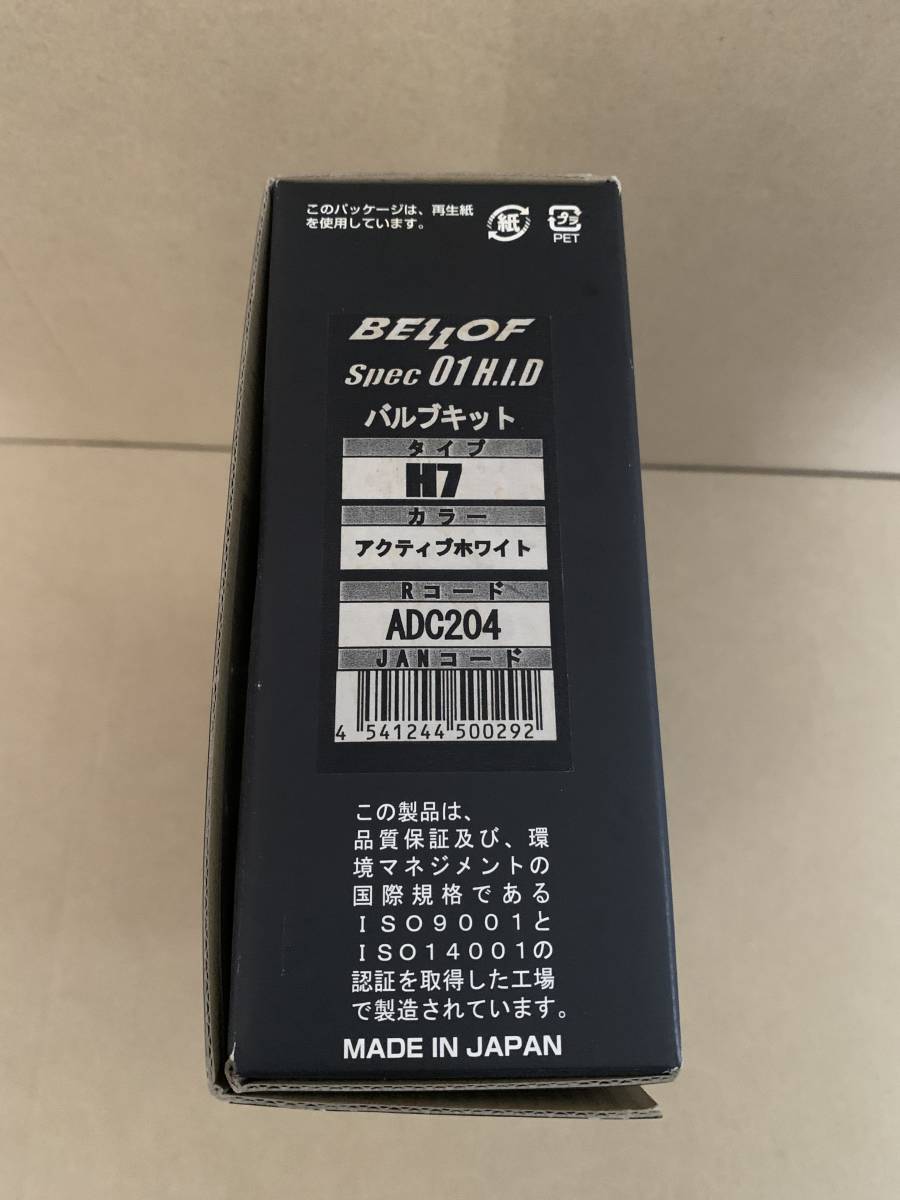 このパッケージは、再生紙
を使用しています。
紙
プラ
PET
BELLOF
Spec 01 H.I.D
バルブキット
タイプ
H7
カラー
アクティブホワイト
Rコード
ADC204
JANコード
4 541244 500292
この製品は、
品質保証及び、環
境マネジメントの
国際規格である
ＩＳＯ９００１と
ＩＳＯ１４００１の
認証を取得した工場
で製造されています。
MADE IN JAPAN